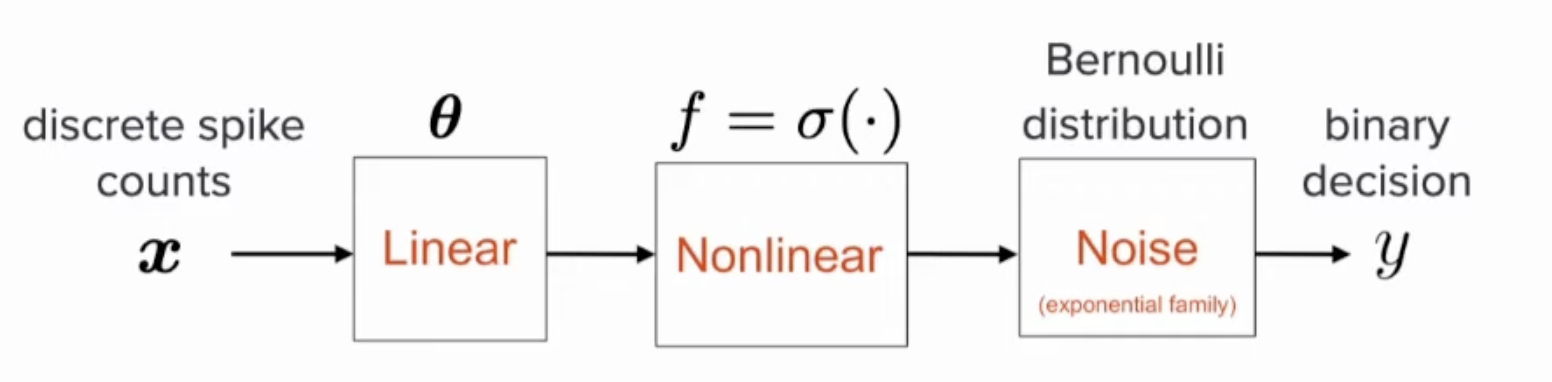 discrete spike
counts
x
θ
Linear
f = σ(·)
Nonlinear
Bernoulli
distribution
Noise
(exponential family)
binary
decision
y